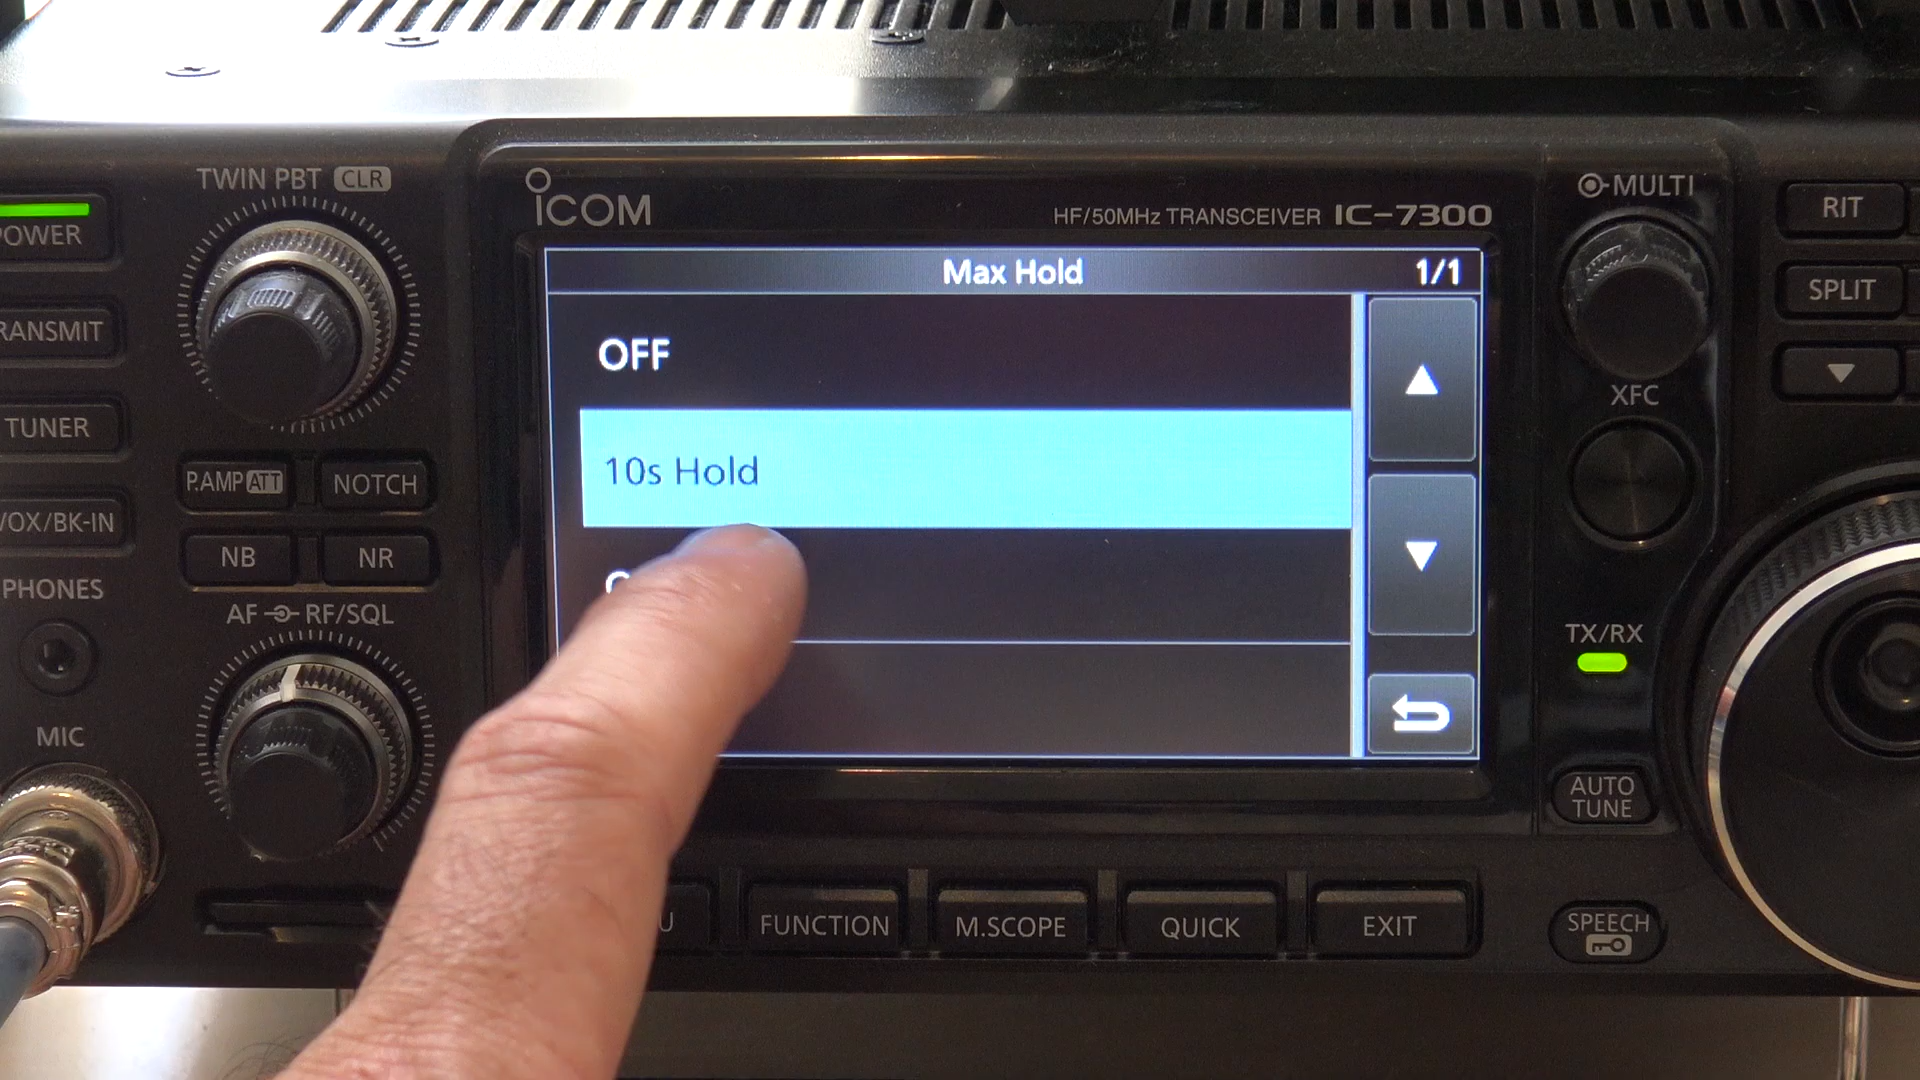 TWIN PBT CLR
ICOM
HF/50MHz TRANSCEIVER IC-7300
MULTI
RIT
POWER
Max Hold 1/1
SPLIT
OFF
TRANSMIT
XFC
TUNER
10s Hold
P.AMP ATT NOTCH
VOX/BK-IN
NB NR
PHONES
AF RF/SQL
TX/RX
MIC
AUTO
TUNE
FUNCTION M.SCOPE QUICK EXIT
SPEECH